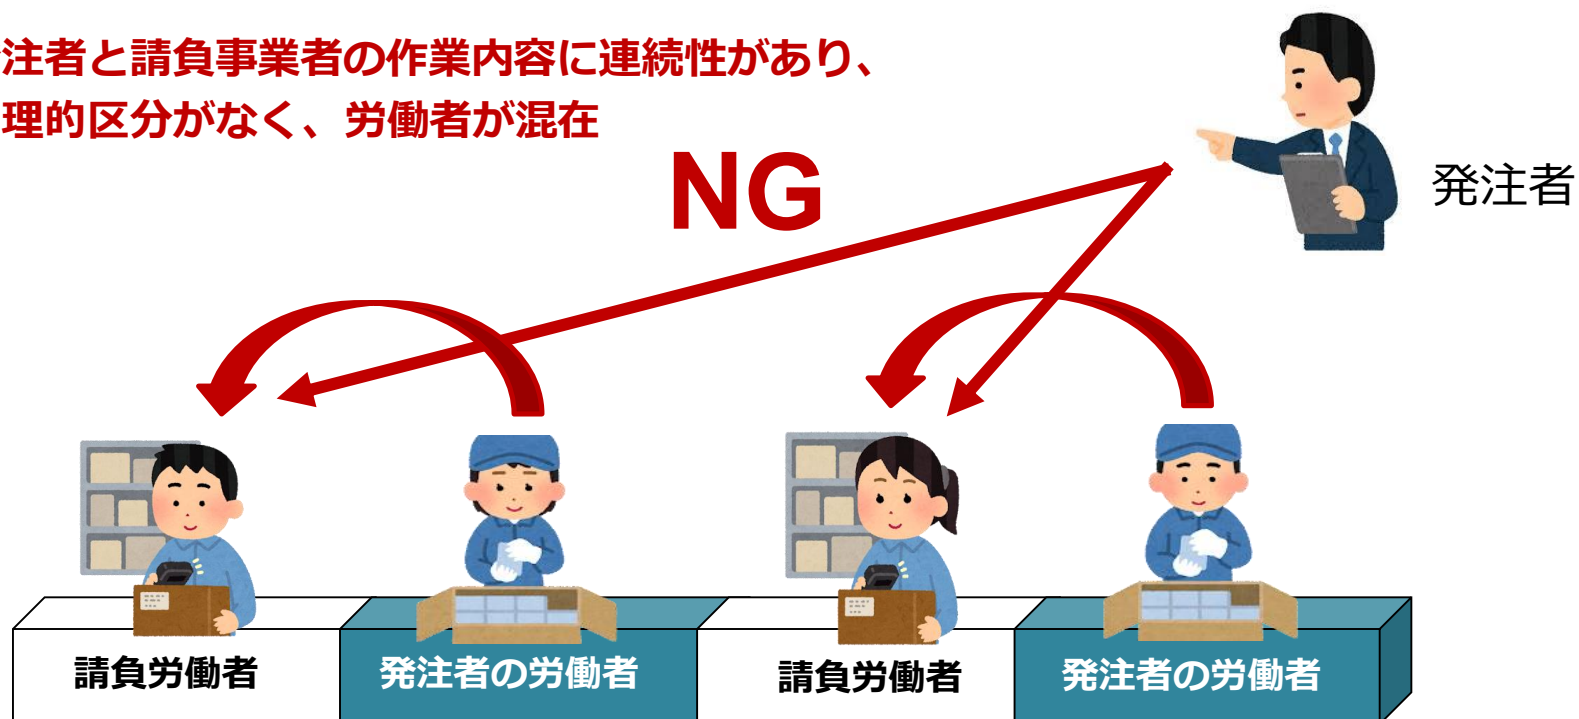 注者と請負事業者の作業内容に連続性があり、
理的区分がなく、労働者が混在
NG
発注者
請負労働者
発注者の労働者
請負労働者
発注者の労働者